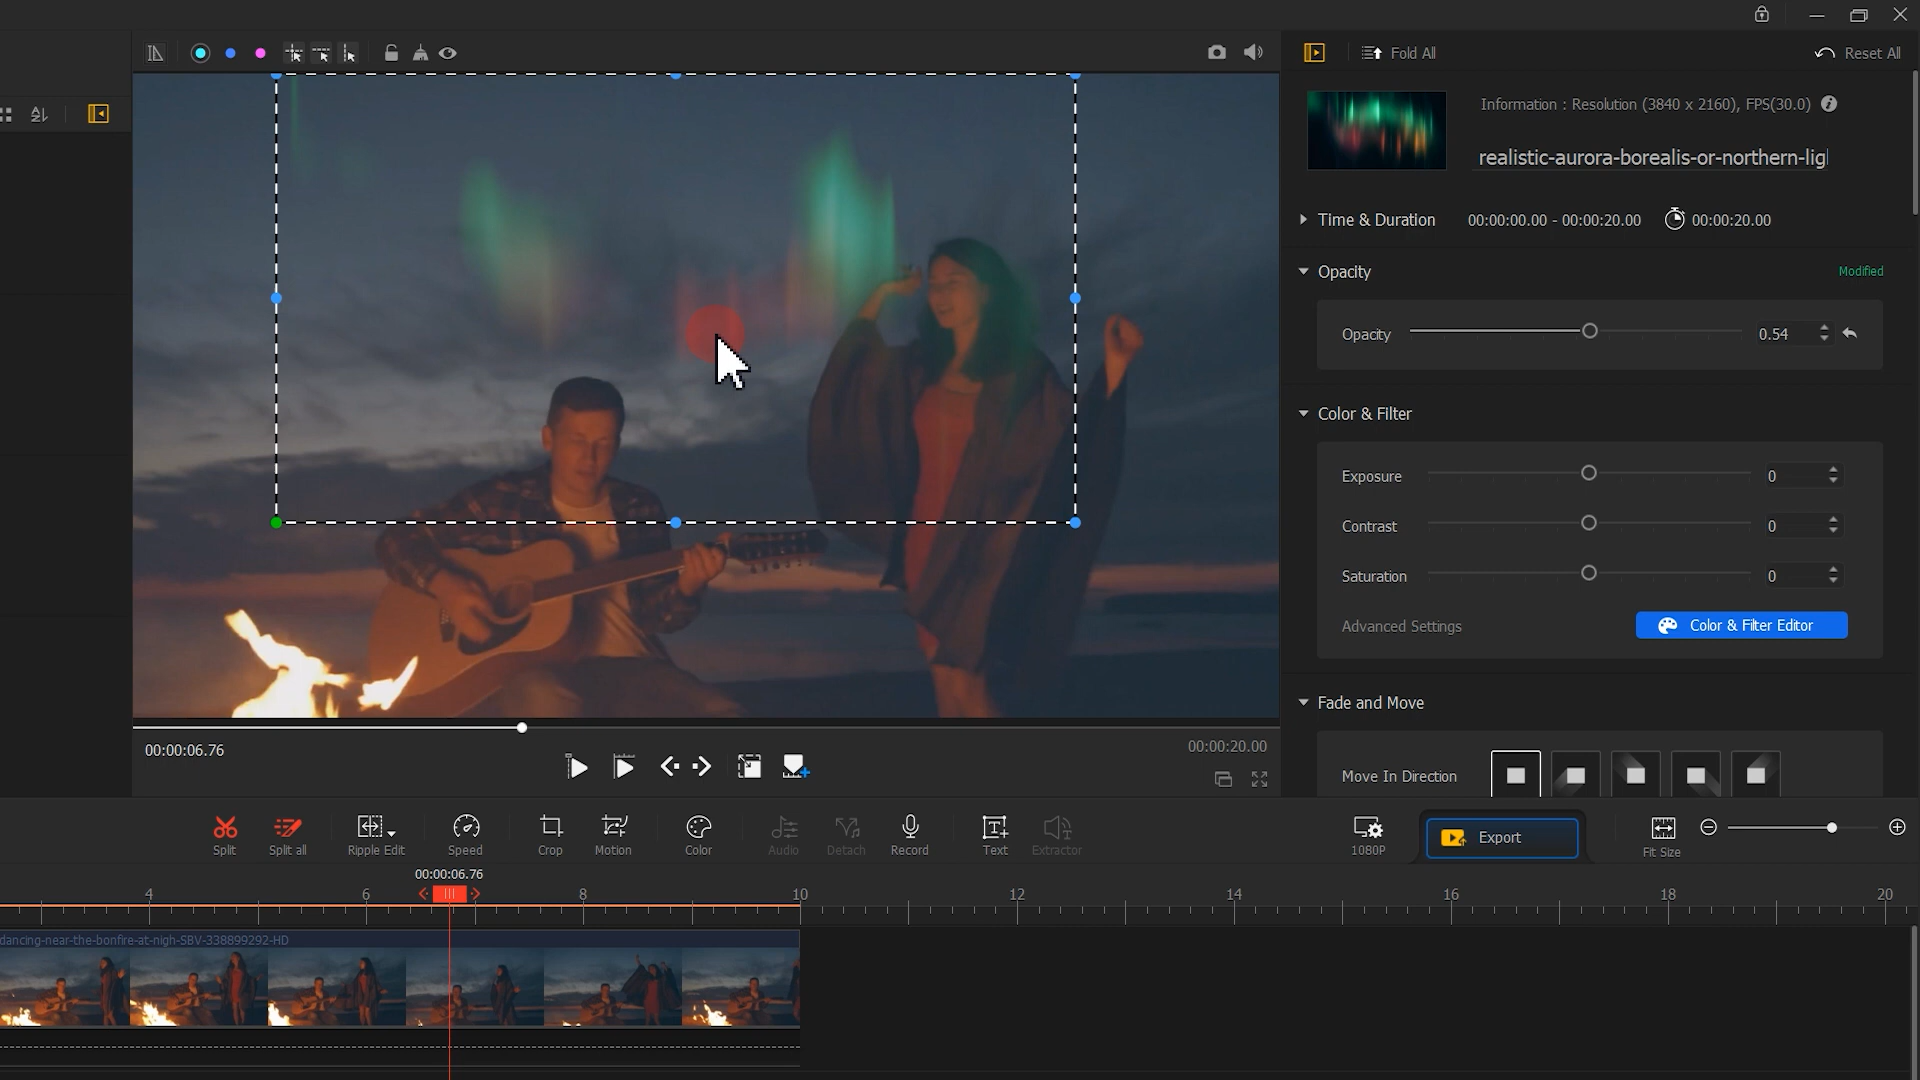 Fold All
Reset All
Information : Resolution (3840 x 2160), FPS(30.0)
realistic-aurora-borealis-or-northern-lig
Time & Duration 00:00:00.00 - 00:00:20.00 00:00:20.00
Opacity Modified
Opacity 0.54
Color & Filter
Exposure 0
Contrast 0
Saturation 0
Advanced Settings Color & Filter Editor
Fade and Move
Move In Direction
00:00:06.76
00:00:20.00
Split Split all Ripple Edit Speed Crop Motion Color Audio Detach Record Text Extractor 1080P Export Fit Size
00:00:06.76
4 6 8 10 12 14 16 18 20
dancing-near-the-bonfire-at-nigh-SBV-338899292-HD